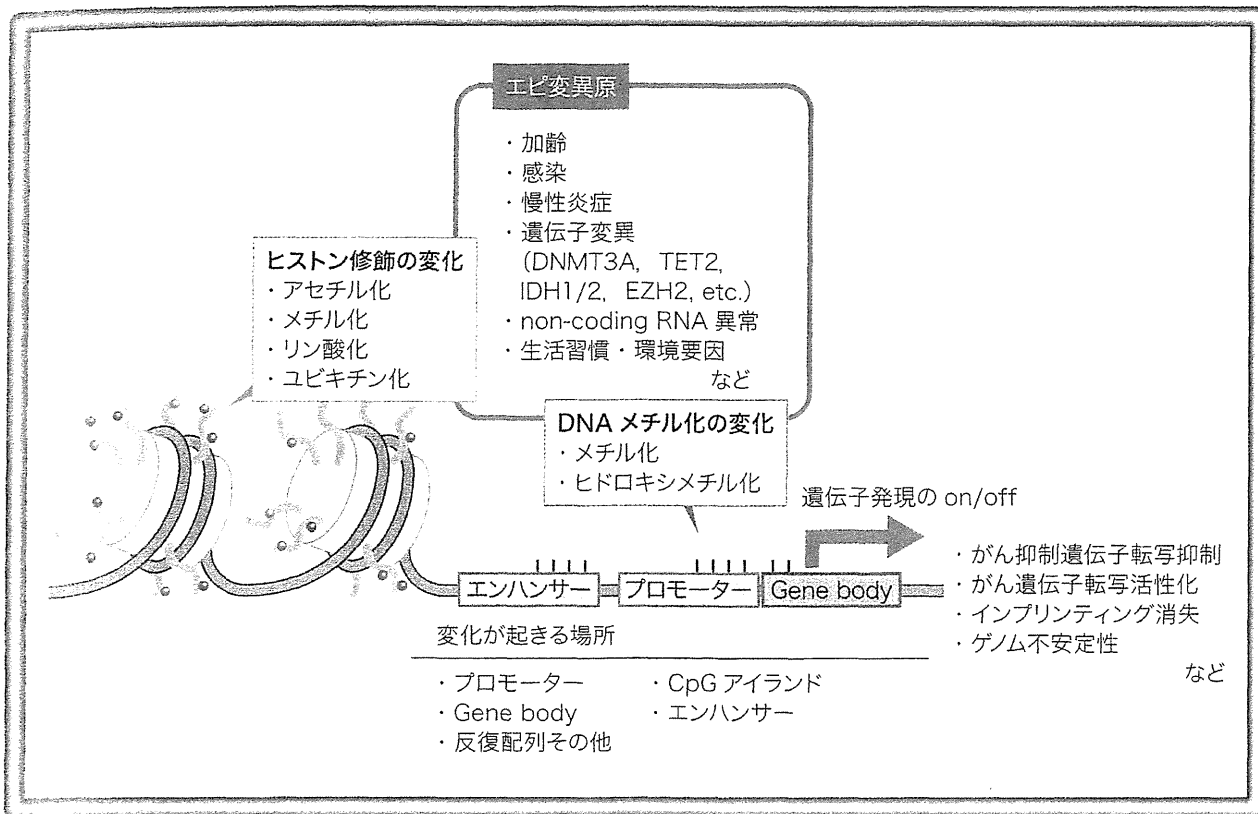 エピ変異原
・加齢
・感染
・慢性炎症
・遺伝子変異
（DNMT3A, TET2,
IDH1/2, EZH2, etc.）
・non-coding RNA 異常
・生活習慣・環境要因
など
ヒストン修飾の変化
・アセチル化
・メチル化
・リン酸化
・ユビキチン化
DNA メチル化の変化
・メチル化
・ヒドロキシメチル化
遺伝子発現の on/off
エンハンサー
プロモーター
Gene body
・がん抑制遺伝子転写抑制
・がん遺伝子転写活性化
・インプリンティング消失
・ゲノム不安定性
など
変化が起きる場所
・プロモーター
・Gene body
・反復配列その他
・CpG アイランド
・エンハンサー